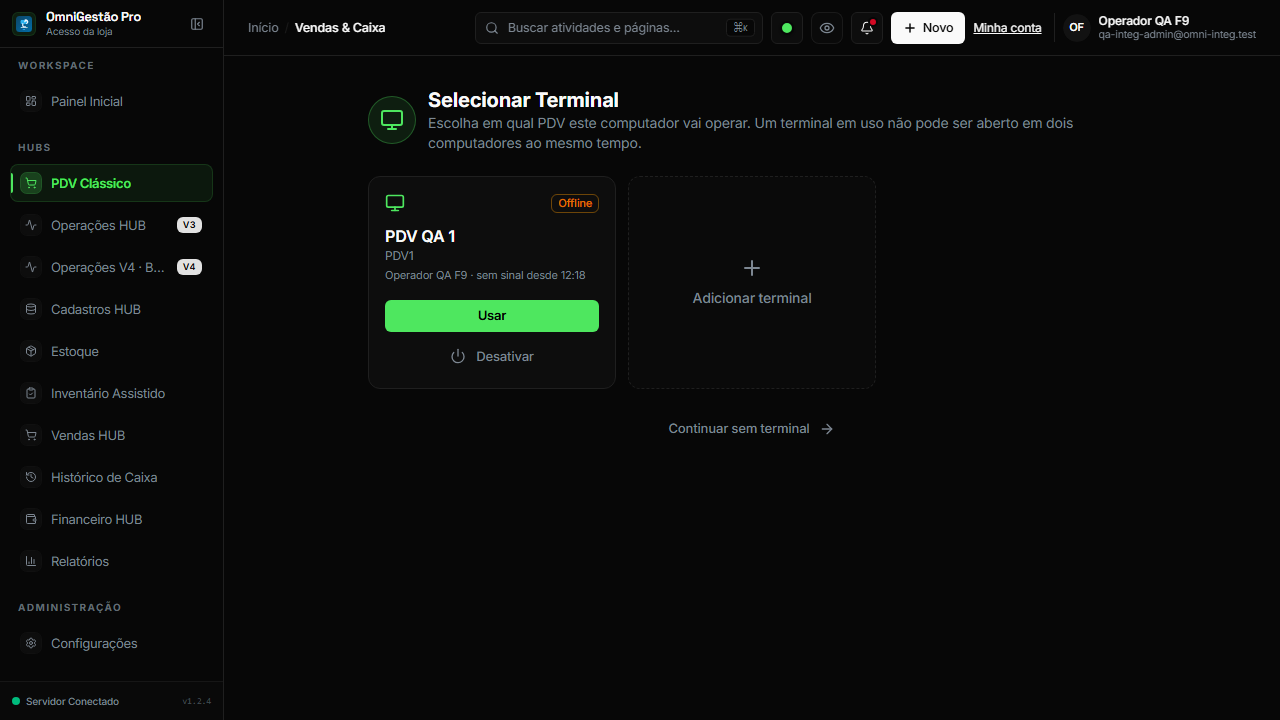 OmniGestão Pro
Acesso da loja
WORKSPACE
Painel Inicial
HUBS
PDV Clássico
Operações HUB V3
Operações V4 · B... V4
Cadastros HUB
Estoque
Inventário Assistido
Vendas HUB
Histórico de Caixa
Financeiro HUB
Relatórios
ADMINISTRAÇÃO
Configurações
Servidor Conectado v1.2.4
Início / Vendas & Caixa
Buscar atividades e páginas... ⌘K
Novo
Minha conta
OF
Operador QA F9
qa-integ-admin@omni-integ.test
Selecionar Terminal
Escolha em qual PDV este computador vai operar. Um terminal em uso não pode ser aberto em dois
computadores ao mesmo tempo.
Offline
PDV QA 1
PDV1
Operador QA F9 · sem sinal desde 12:18
Usar
Desativar
Adicionar terminal
Continuar sem terminal